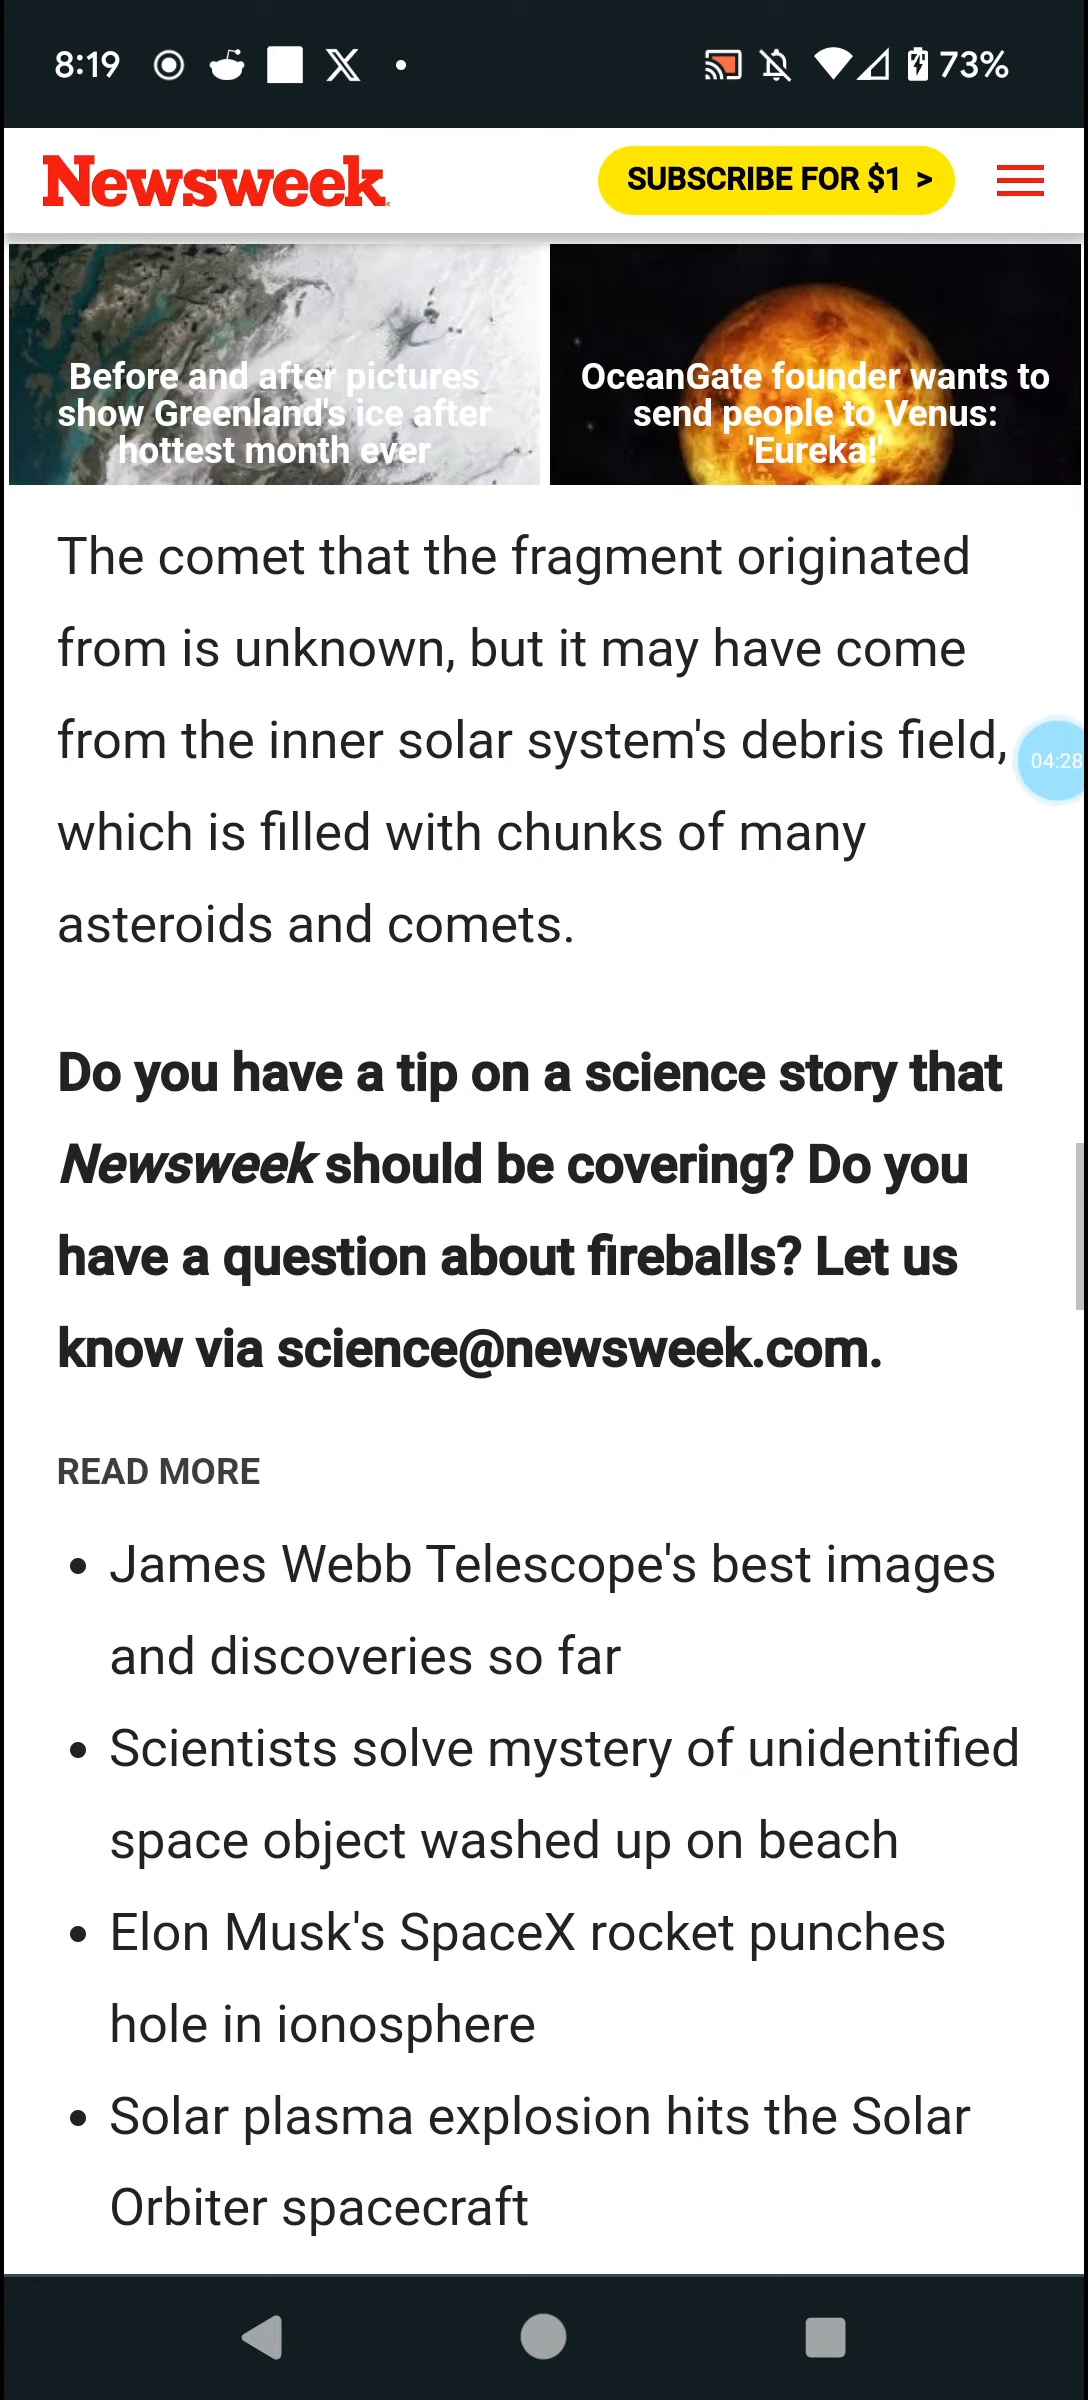 8:19
73%
Newsweek
SUBSCRIBE FOR $1 >
Before and after pictures
show Greenland's ice after
hottest month ever
OceanGate founder wants to
send people to Venus:
'Eureka!'
The comet that the fragment originated
from is unknown, but it may have come
from the inner solar system's debris field,
04:28
which is filled with chunks of many
asteroids and comets.
Do you have a tip on a science story that
Newsweek should be covering? Do you
have a question about fireballs? Let us
know via science@newsweek.com.
READ MORE
• James Webb Telescope's best images
and discoveries so far
• Scientists solve mystery of unidentified
space object washed up on beach
• Elon Musk's SpaceX rocket punches
hole in ionosphere
• Solar plasma explosion hits the Solar
Orbiter spacecraft